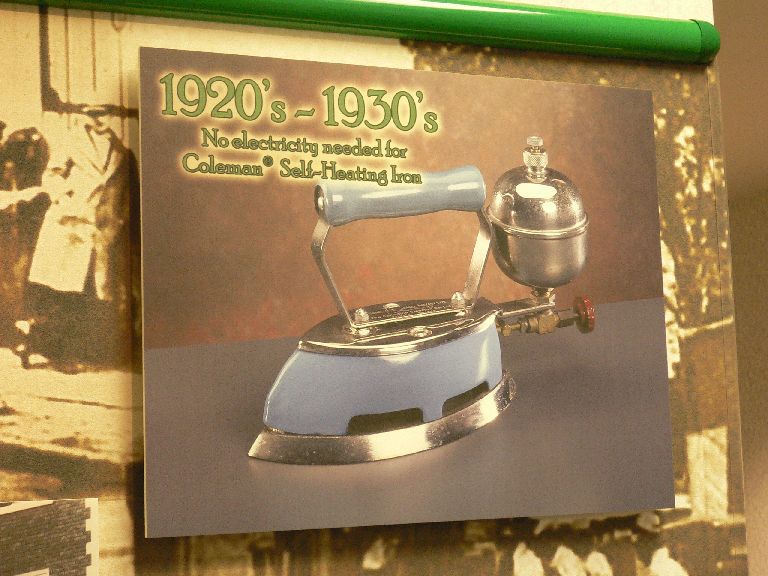 1920's ~ 1930's
No electricity needed for
Coleman® Self-Heating Iron